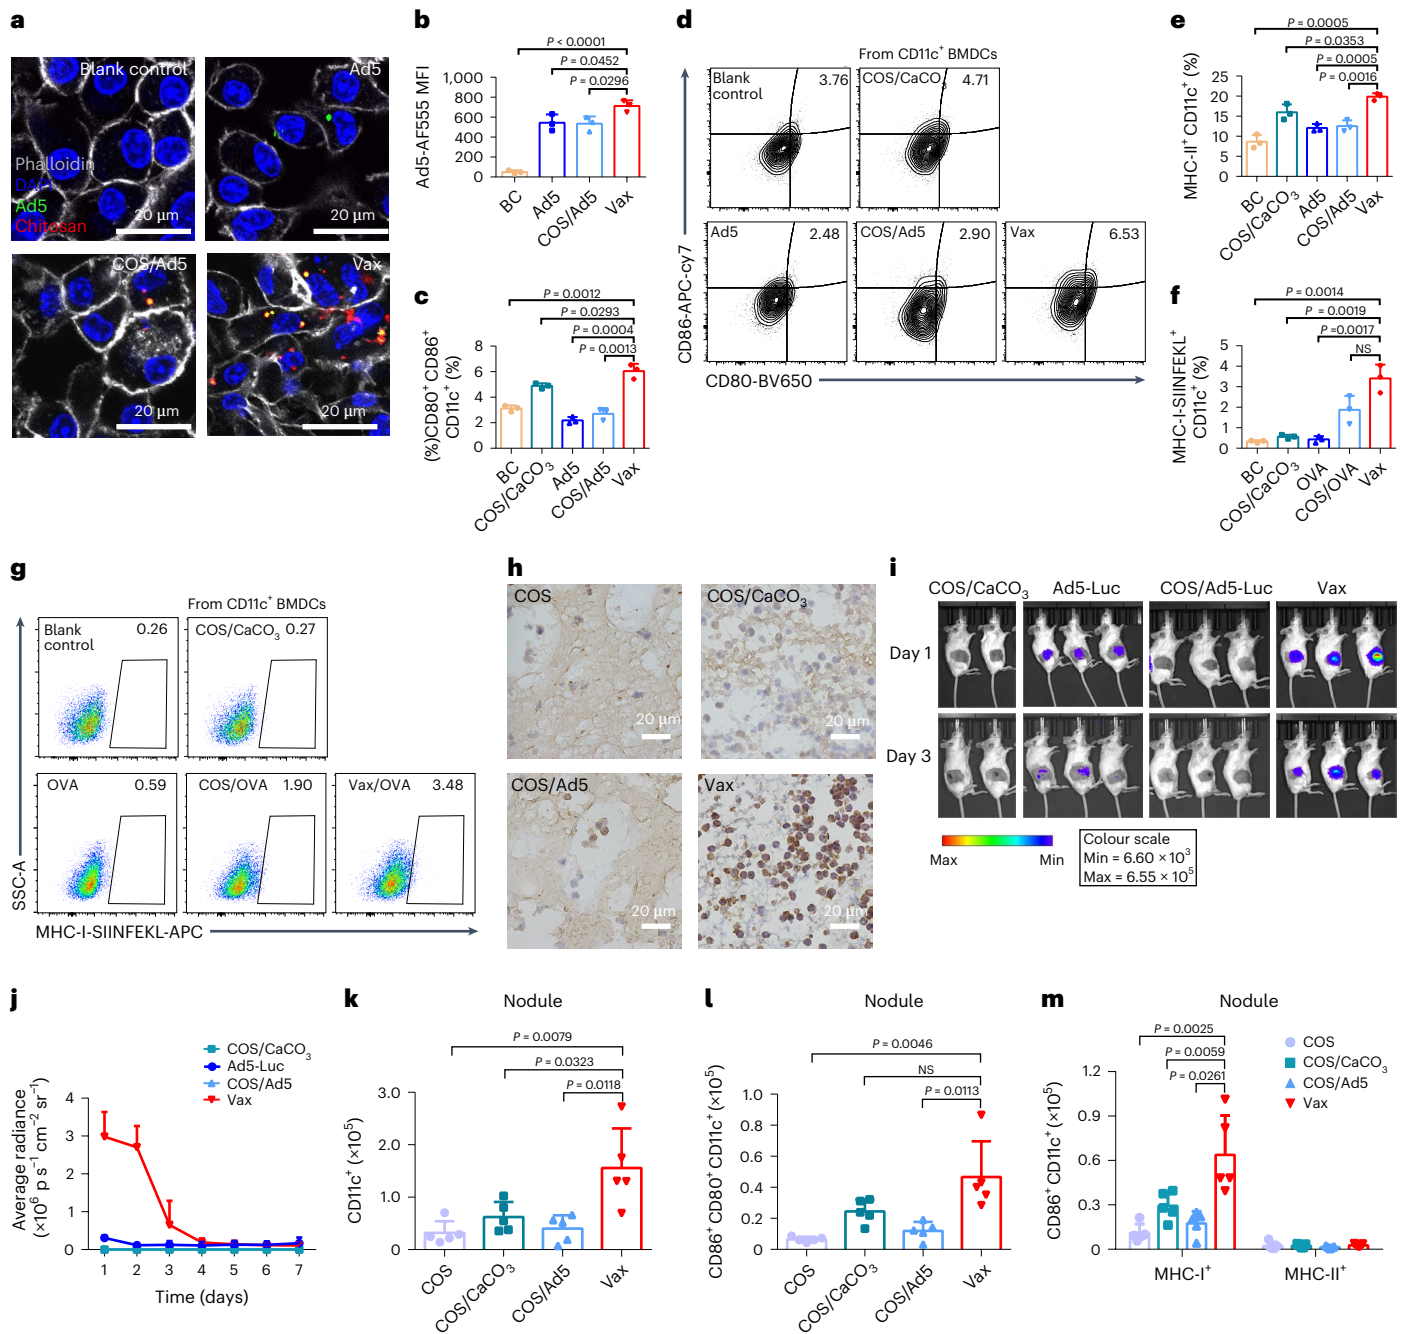 a
Blank control
Phalloidin
DAPI
Ad5
Chitosan
20 µm
Ad5
20 µm
COS/Ad5
20 µm
Vax
20 µm
b
P < 0.0001
P = 0.0452
P = 0.0296
Ad5-AF555 MFI
1,000
800
600
400
200
0
BC
Ad5
COS/Ad5
Vax
c
P = 0.0012
P = 0.0293
P = 0.0004
P = 0.0013
(%)CD80+ CD86+
CD11c+ (%)
8
6
4
2
0
BC
COS/CaCO3
Ad5
COS/Ad5
Vax
d
From CD11c+ BMDCs
Blank
control
3.76
COS/CaCO3
4.71
Ad5
2.48
COS/Ad5
2.90
Vax
6.53
CD86-APC-cy7
CD80-BV650
e
P = 0.0005
P = 0.0353
P = 0.0005
P = 0.0016
MHC-II+ CD11c+ (%)
25
20
15
10
5
0
BC
COS/CaCO3
Ad5
COS/Ad5
Vax
f
P = 0.0014
P = 0.0019
P =0.0017
NS
MHC-I-SIINFEKL+
CD11c+ (%)
5
4
3
2
1
0
BC
COS/CaCO3
OVA
COS/OVA
Vax
g
From CD11c+ BMDCs
Blank
control
0.26
COS/CaCO3 0.27
OVA
0.59
COS/OVA
1.90
Vax/OVA
3.48
SSC-A
MHC-I-SIINFEKL-APC
h
COS
20 µm
COS/CaCO3
20 µm
COS/Ad5
20 µm
Vax
20 µm
i
COS/CaCO3
Ad5-Luc
COS/Ad5-Luc
Vax
Day 1
Day 3
Max
Min
Colour scale
Min = 6.60 × 10³
Max = 6.55 × 10⁵
j
COS/CaCO3
Ad5-Luc
COS/Ad5
Vax
Average radiance
(×10⁶ p s⁻¹ cm⁻² sr⁻¹)
4
3
2
1
0
1 2 3 4 5 6 7
Time (days)
k
Nodule
P = 0.0079
P = 0.0323
P = 0.0118
CD11c+ (×10⁵)
3.0
2.0
1.0
0
COS
COS/CaCO3
COS/Ad5
Vax
l
Nodule
P = 0.0046
NS
P = 0.0113
CD86+ CD80+ CD11c+ (×10⁵)
1.0
0.8
0.6
0.4
0.2
0
COS
COS/CaCO3
COS/Ad5
Vax
m
Nodule
P = 0.0025
P = 0.0059
P = 0.0261
COS
COS/CaCO3
COS/Ad5
Vax
CD86+ CD11c+ (×10⁵)
1.2
0.9
0.6
0.3
0
MHC-I+
MHC-II+